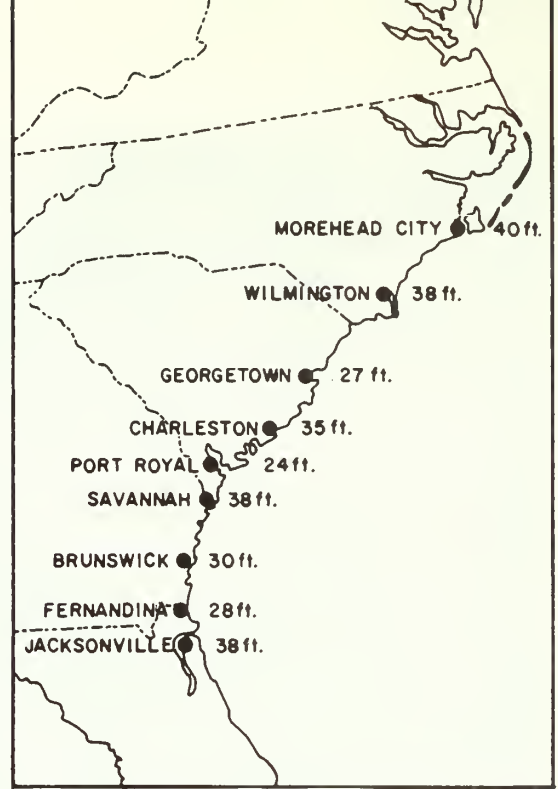 MOREHEAD CITY 40 ft.
WILMINGTON 38 ft.
GEORGETOWN 27 ft.
CHARLESTON 35 ft.
PORT ROYAL 24 ft.
SAVANNAH 38 ft.
BRUNSWICK 30 ft.
FERNANDINA 28 ft.
JACKSONVILLE 38 ft.